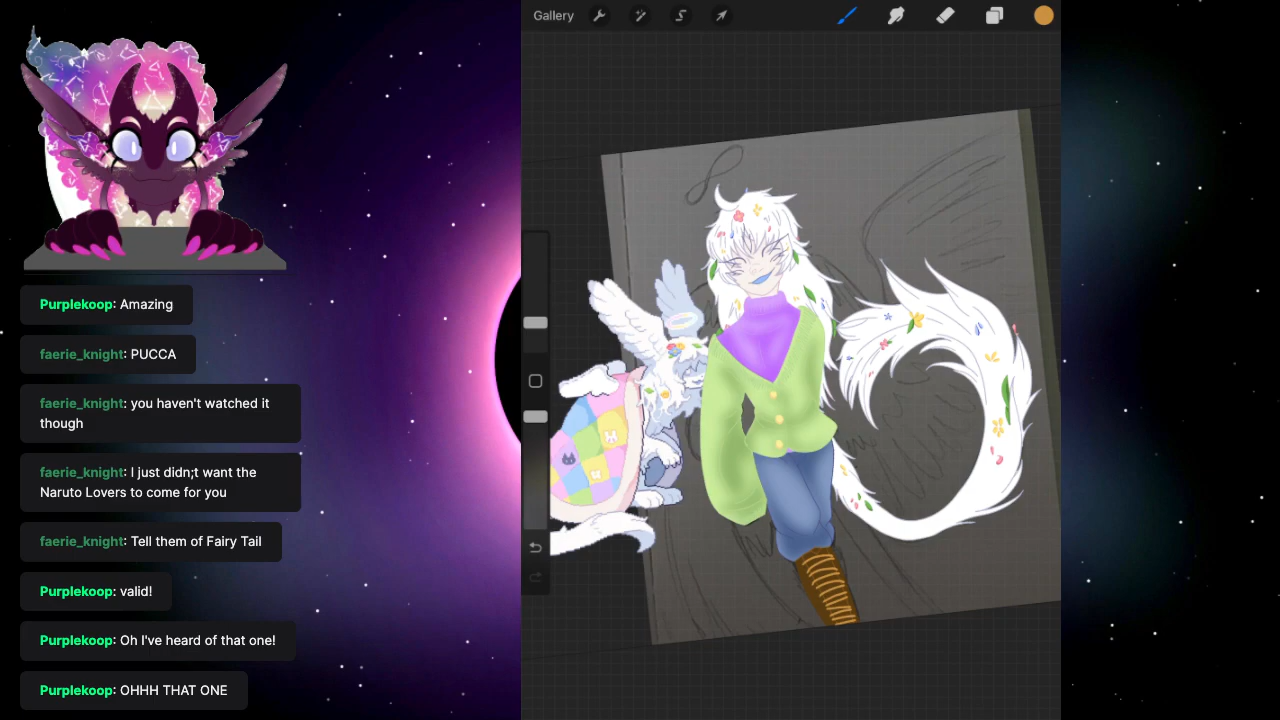 Gallery
Purplekoop: Amazing
faerie_knight: PUCCA
faerie_knight: you haven't watched it
though
faerie_knight: I just didn;t want the
Naruto Lovers to come for you
faerie_knight: Tell them of Fairy Tail
Purplekoop: valid!
Purplekoop: Oh I've heard of that one!
Purplekoop: OHHH THAT ONE